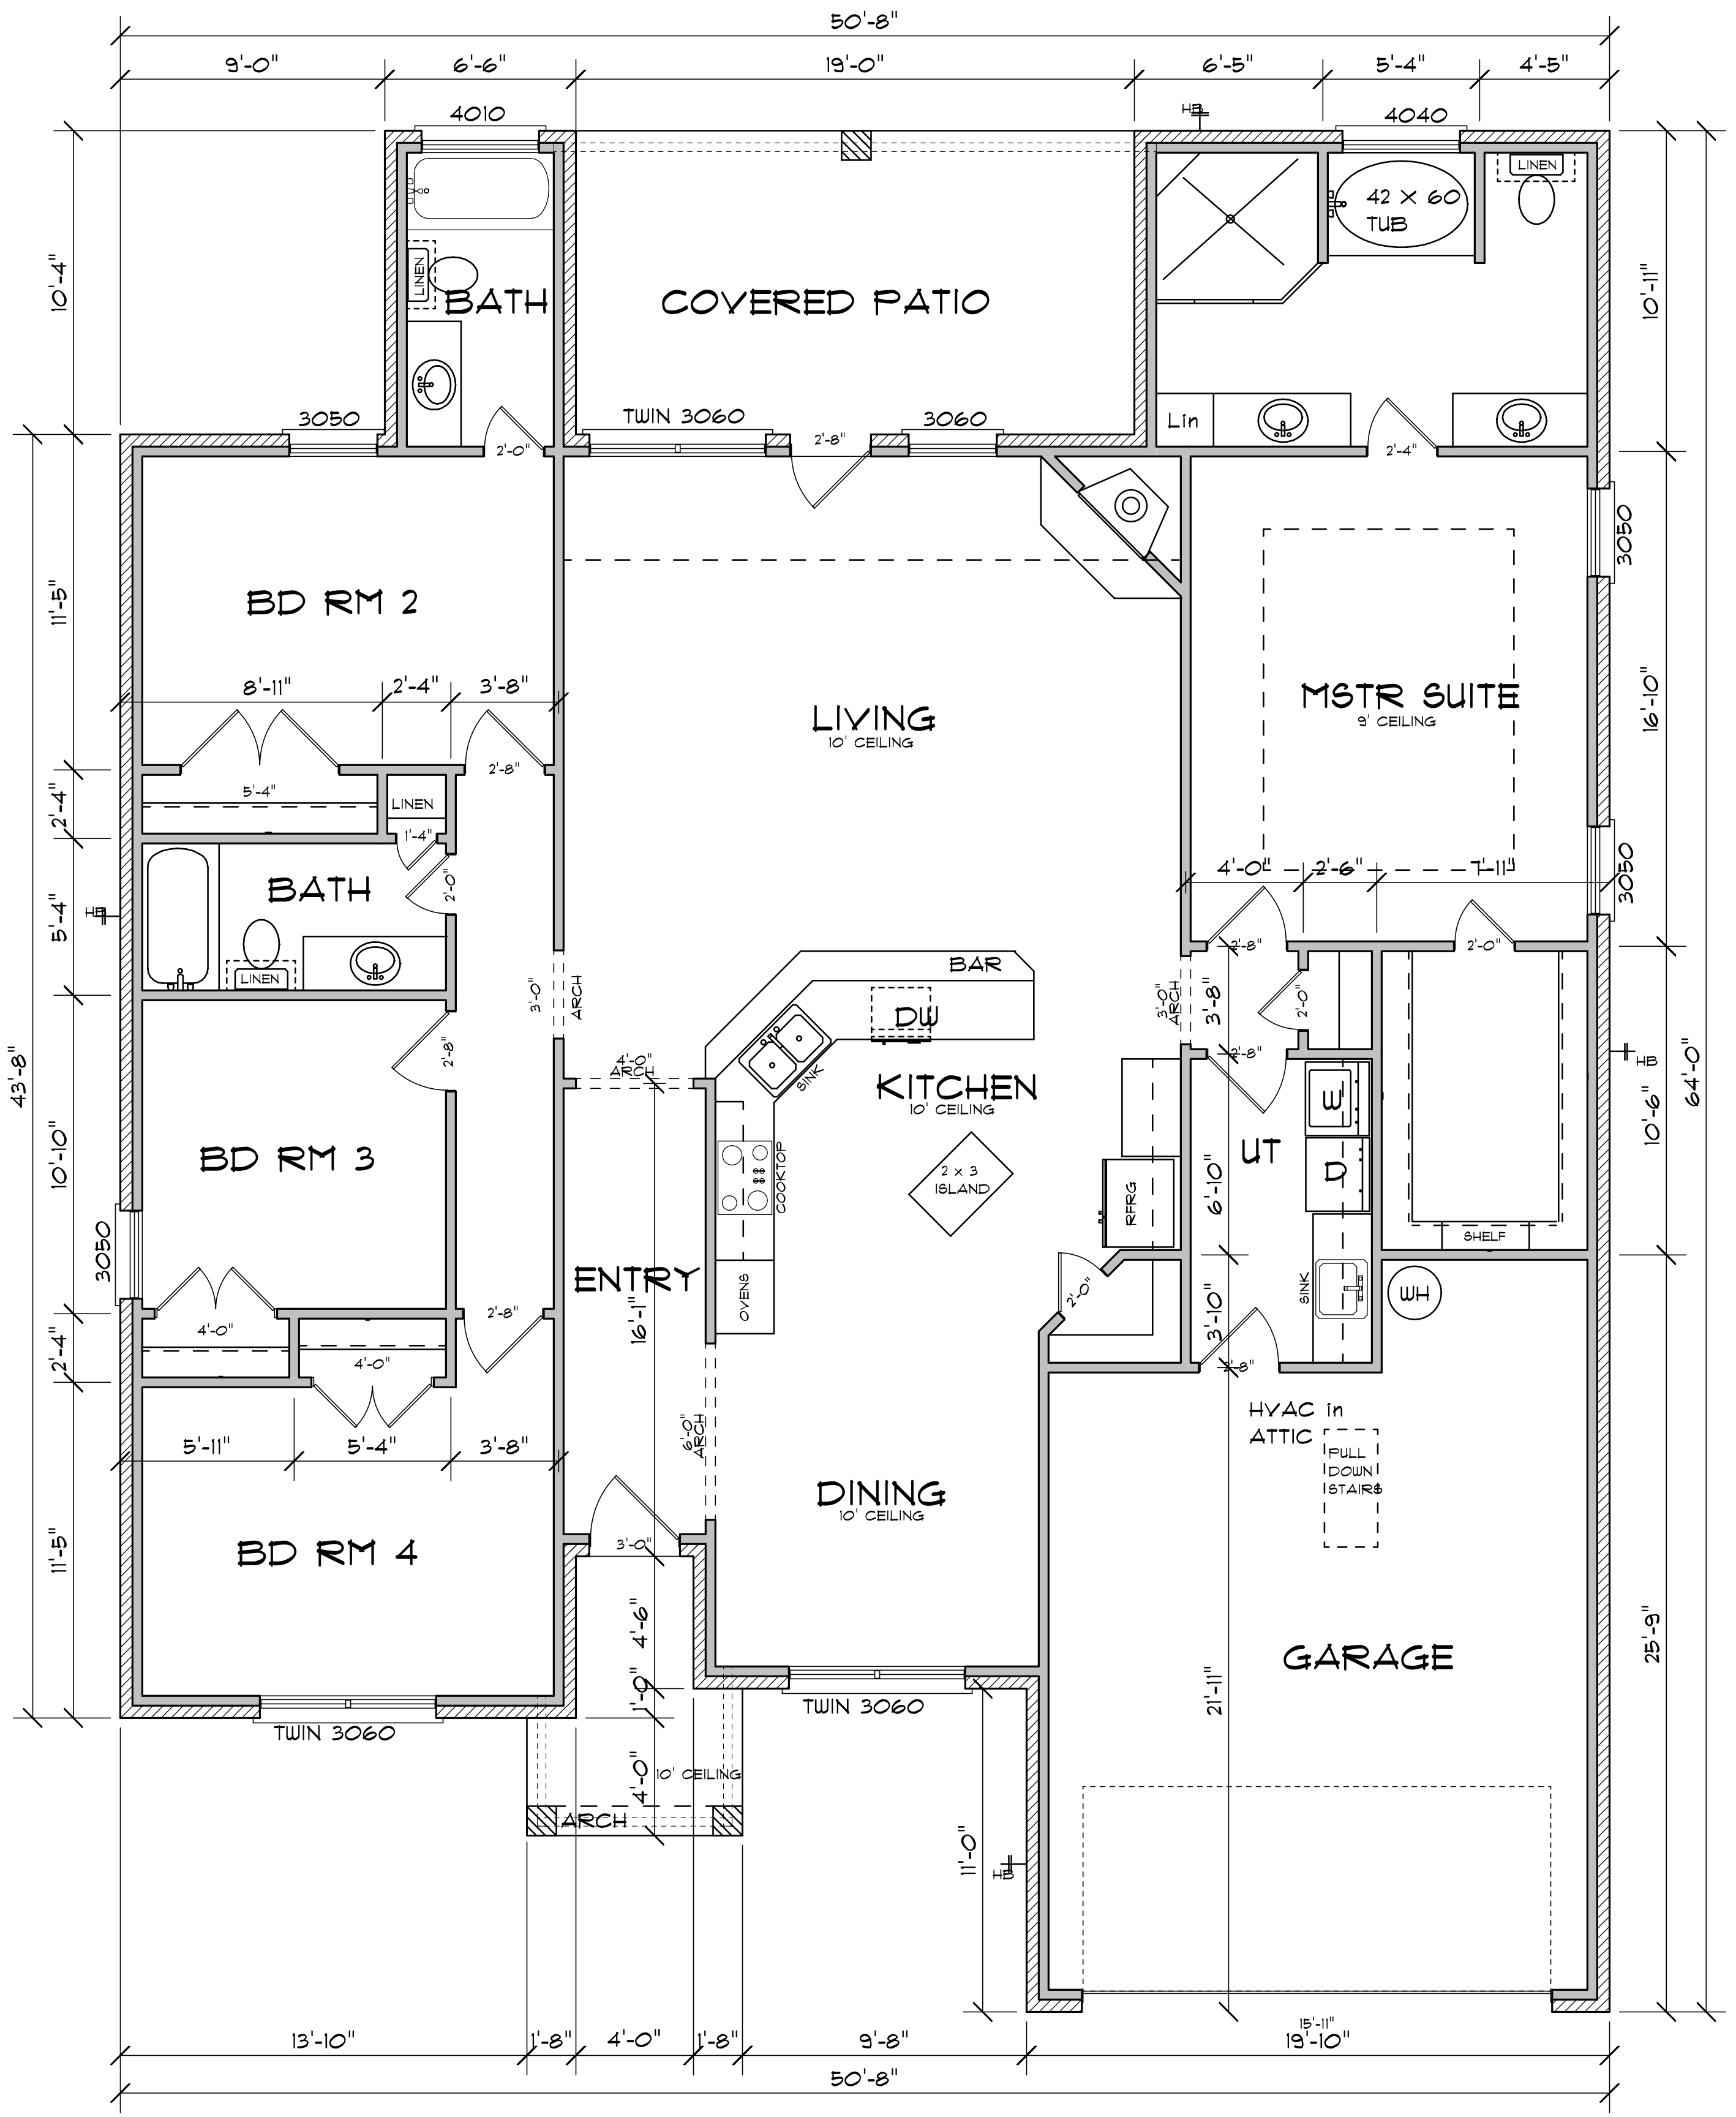 50'-8"
9'-0" 6'-6" 19'-0" 6'-5" 5'-4" 4'-5"
HB
4010 4040
LINEN
42 X 60
TUB
10'-4"
LINEN
BATH
COVERED PATIO
10'-11"
3050 TWIN 3060 3060
Lin
2'-0" 2'-8" 2'-4"
3050
11'-5"
BD RM 2
8'-11" 2'-4" 3'-8"
LIVING
10' CEILING
MSTR SUITE
9' CEILING
16'-10"
2'-8"
5'-4"
LINEN
2'-4"
1'-4"
2'-0"
BATH
LINEN
5'-4"
HB
4'-0" 2'-6" 7'-11"
3050
2'-8" 2'-0"
BAR
3'-0"
ARCH
3'-0"
ARCH
3'-8"
2'-0"
DW
SINK
2'-8"
43'-8"
2'-8"
4'-0"
ARCH
KITCHEN
10' CEILING
HB
64'-0"
10'-6"
W
D
UT
BD RM 3
10'-10"
COOKTOP
2 x 3
ISLAND
RFRG
6'-10"
SHELF
3050
ENTRY
OVENS
16'-1"
2'-0"
SINK
WH
3'-10"
2'-8"
4'-0"
4'-0"
2'-4"
2'-8"
HVAC in
ATTIC
PULL
DOWN
STAIRS
5'-11" 5'-4" 3'-8"
6'-0"
ARCH
DINING
10' CEILING
3'-0"
BD RM 4
11'-5"
4'-6"
1'-0"
GARAGE
25'-9"
21'-11"
TWIN 3060 TWIN 3060
4'-0"
10' CEILING
ARCH
11'-0"
HB
15'-11"
13'-10" 1'-8" 4'-0" 1'-8" 9'-8" 19'-10"
50'-8"